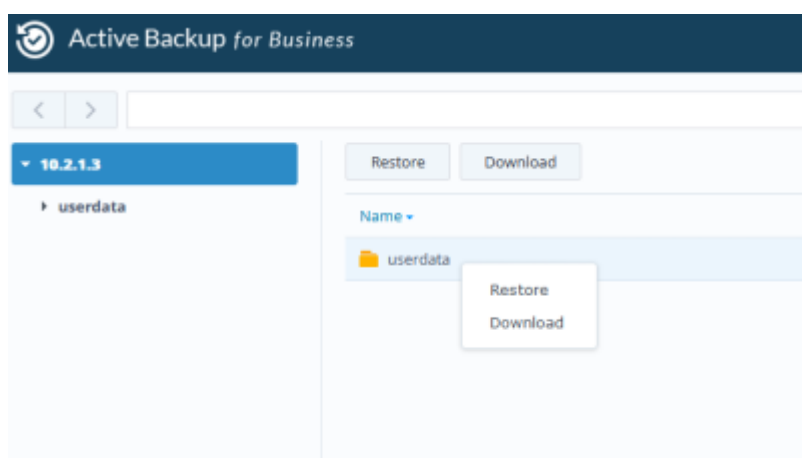 Active Backup for Business
10.2.1.3
userdata
Restore Download
Name
userdata
Restore
Download